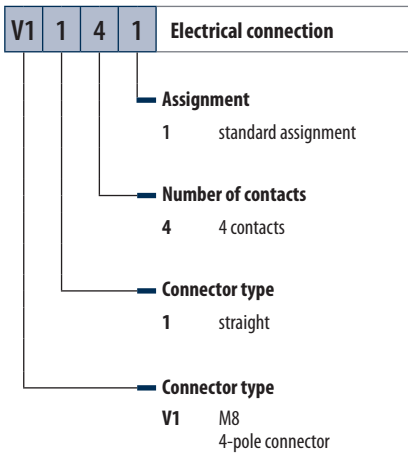 V1 1 4 1 Electrical connection
Assignment
1 standard assignment
Number of contacts
4 4 contacts
Connector type
1 straight
Connector type
V1 M8
4-pole connector